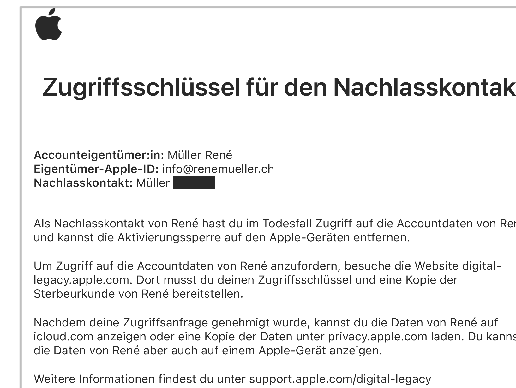 Zugriffsschlüssel für den Nachlasskontak
Accounteigentümer:in: Müller René
Eigentümer-Apple-ID: info@renemueller.ch
Nachlasskontakt: Müller
Als Nachlasskontakt von René hast du im Todesfall Zugriff auf die Accountdaten von Ren
und kannst die Aktivierungssperre auf den Apple-Geräten entfernen.
Um Zugriff auf die Accountdaten von René anzufordern, besuche die Website digital-
legacy.apple.com. Dort musst du deinen Zugriffsschlüssel und eine Kopie der
Sterbeurkunde von René bereitstellen.
Nachdem deine Zugriffsanfrage genehmigt wurde, kannst du die Daten von René auf
icloud.com anzeigen oder eine Kopie der Daten unter privacy.apple.com laden. Du kanns
die Daten von René aber auch auf einem Apple-Gerät anzeigen.
Weitere Informationen findest du unter support.apple.com/digital-legacy